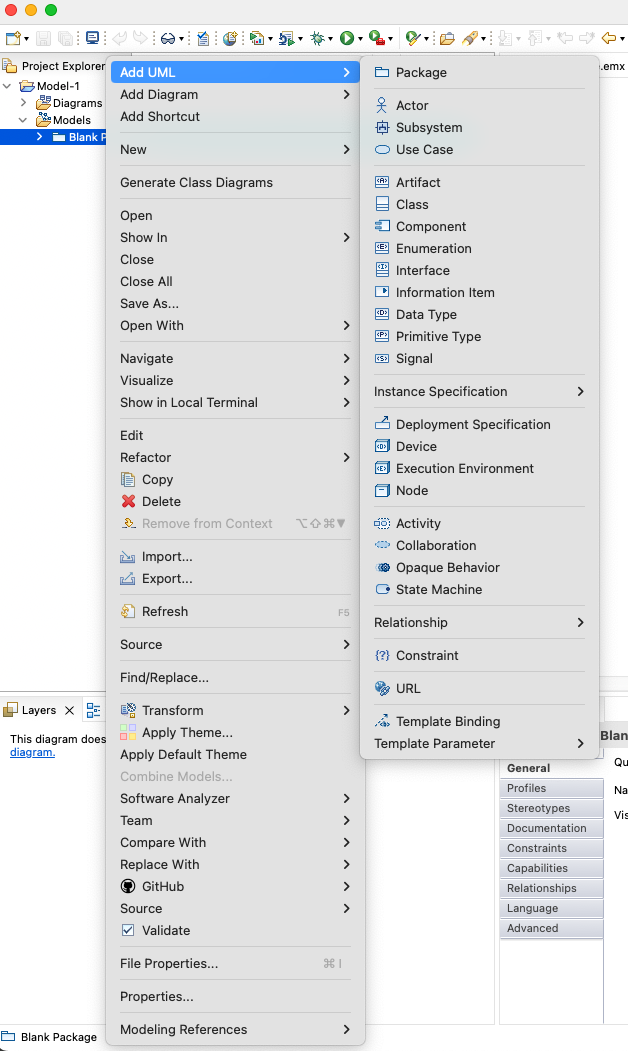 Project Explorer
.emx
Model-1
Diagrams
Models
Blank P
Add UML
Add Diagram
Add Shortcut
New
Generate Class Diagrams
Open
Show In
Close
Close All
Save As...
Open With
Navigate
Visualize
Show in Local Terminal
Edit
Refactor
Copy
Delete
Remove from Context ⌥⇧⌘▼
Import...
Export...
Refresh F5
Source
Find/Replace...
Transform
Apply Theme...
Apply Default Theme
Combine Models...
Software Analyzer
Team
Compare With
Replace With
GitHub
Source
Validate
File Properties... ⌘I
Properties...
Modeling References
Package
Actor
Subsystem
Use Case
Artifact
Class
Component
Enumeration
Interface
Information Item
Data Type
Primitive Type
Signal
Instance Specification
Deployment Specification
Device
Execution Environment
Node
Activity
Collaboration
Opaque Behavior
State Machine
Relationship
Constraint
URL
Template Binding
Template Parameter
Layers
This diagram does
diagram.
Blan
General
Profiles
Stereotypes
Documentation
Constraints
Capabilities
Relationships
Language
Advanced
Qu
Na
Vis
Blank Package